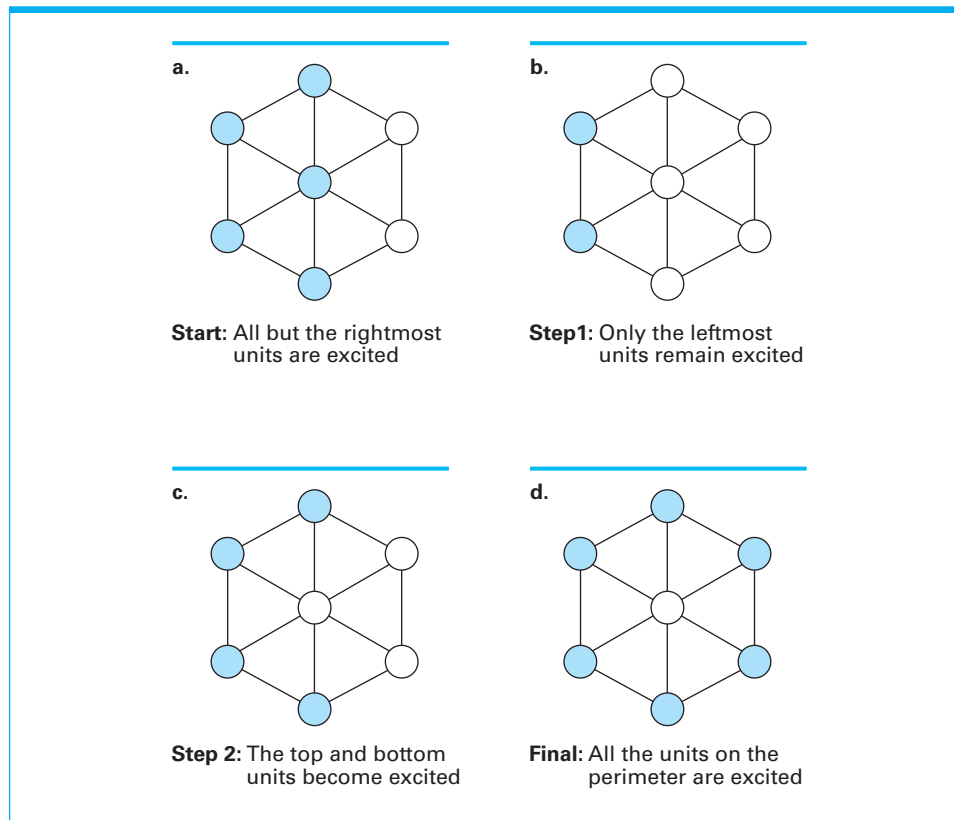 a.
Start: All but the rightmost
units are excited
b.
Step1: Only the leftmost
units remain excited
c.
Step 2: The top and bottom
units become excited
d.
Final: All the units on the
perimeter are excited